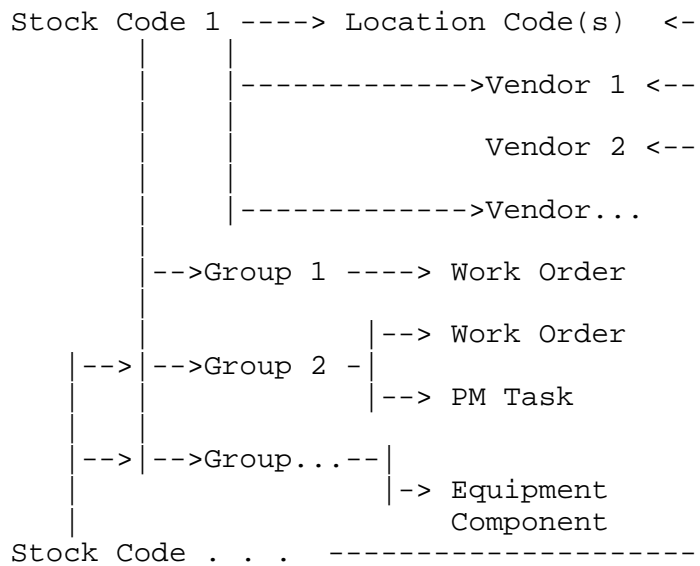 Stock Code 1 ----> Location Code(s) <-
|-------------->Vendor 1 <--
Vendor 2 <--
|-------------->Vendor...
|-->Group 1 ----> Work Order
|--> Work Order
|-->|-->Group 2 -|
|--> PM Task
|-->|-->Group...--|
|-> Equipment
Component
Stock Code . . . ---------------------